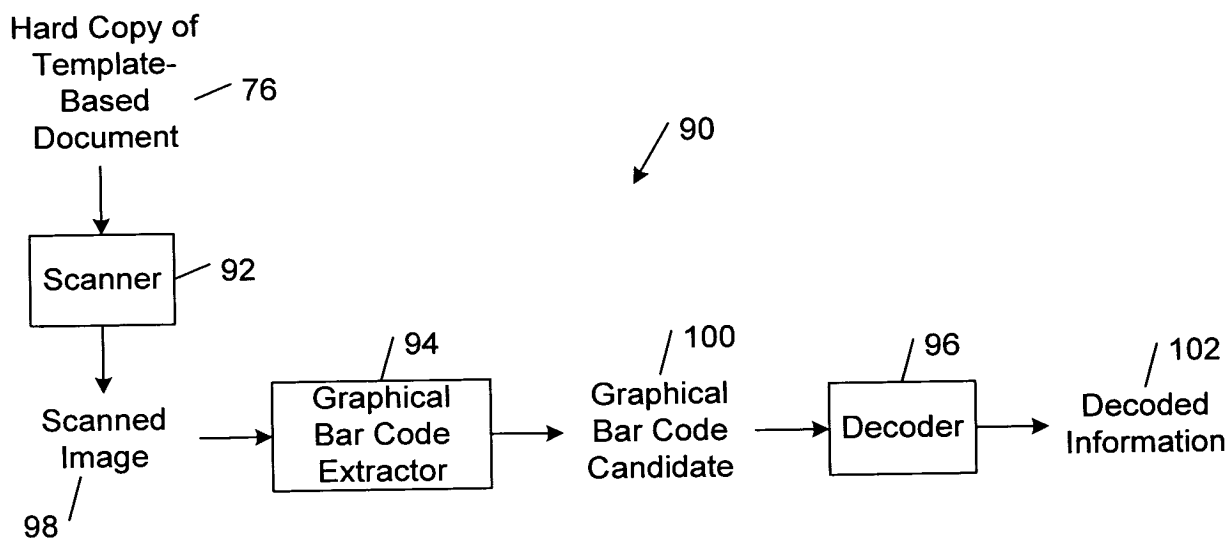 Hard Copy of
Template-
Based
Document
76
90
Scanner
92
Scanned
Image
98
94
Graphical
Bar Code
Extractor
100
Graphical
Bar Code
Candidate
96
Decoder
102
Decoded
Information